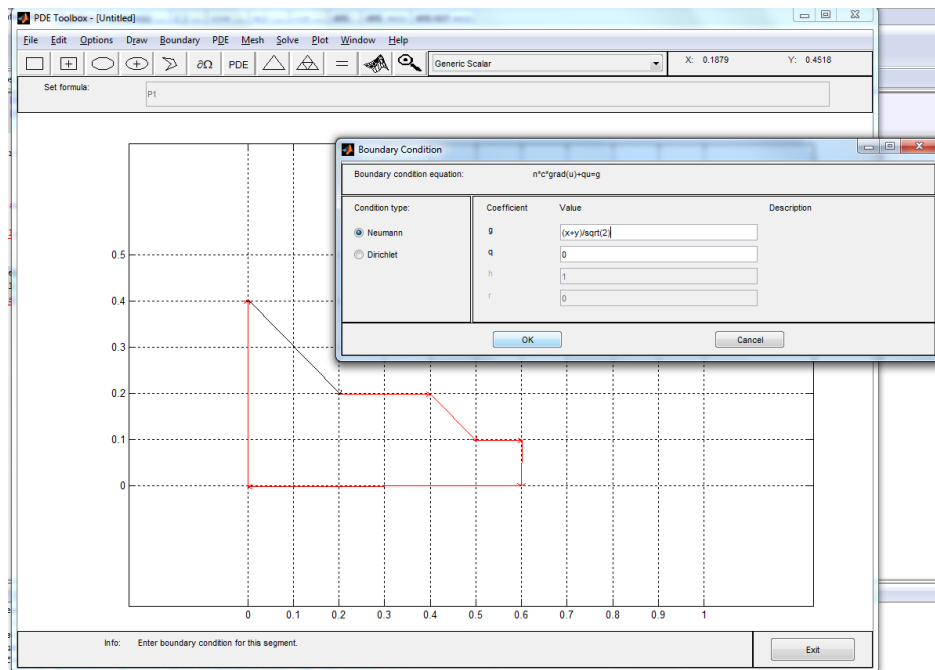 PDE Toolbox - [Untitled]
File Edit Options Draw Boundary PDE Mesh Solve Plot Window Help
∂Ω PDE = Generic Scalar X: 0.1879 Y: 0.4518
Set formula: P1
Boundary Condition
Boundary condition equation: n*c*grad(u)+qu=g
Condition type: Coefficient Value Description
Neumann g (x+y)/sqrt(2)
Dirichlet q 0
h 1
r 0
OK Cancel
0.5
0.4
0.3
0.2
0.1
0
0 0.1 0.2 0.3 0.4 0.5 0.6 0.7 0.8 0.9 1
Info: Enter boundary condition for this segment. Exit